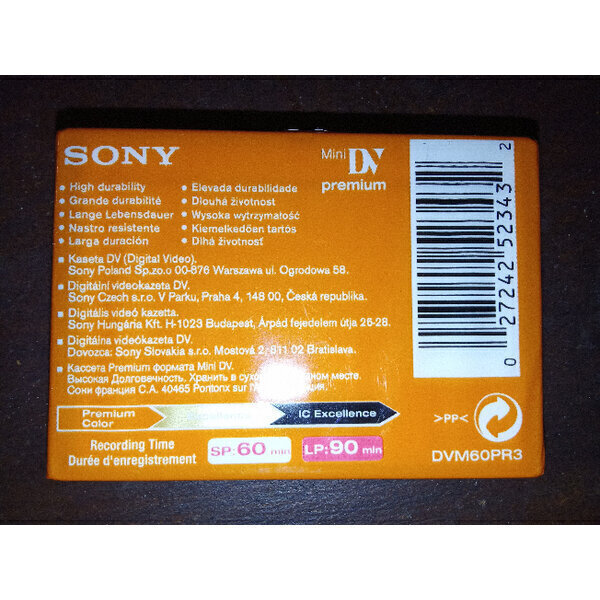 SONY
Mini DV
premium
• High durability
• Grande durabilité
• Lange Lebensdauer
• Nastro resistente
• Larga duración
• Elevada durabilidade
• Dlouhá životnost
• Wysoka wytrzymałość
• Kiemelkedően tartós
• Dlhá životnosť
▪ Kaseta DV (Digital Video).
Sony Poland Sp.zo.o 00-876 Warszawa ul. Ogrodowa 58.
▪ Digitální videokazeta DV.
Sony Czech s.r.o. V Parku, Praha 4, 148 00, Česká republika.
▪ Digitális videó kazetta.
Sony Hungária Kft. H-1023 Budapest, Árpád fejedelem útja 26-28.
▪ Digitálna videókazeta DV.
Dovozca: Sony Slovakia s.r.o. Mostová 2, 811 02 Bratislava.
▪ Кассета Premium формата Mini DV.
Высокая Долговечность. Хранить в месте.
Сони франция С.А. 40465 Pontonx sur
Premium
Color
IC Excellence
Recording Time
Durée d'enregistrement
SP:60 min
LP:90 min
0 27242 52343 2
>PP<
DVM60PR3